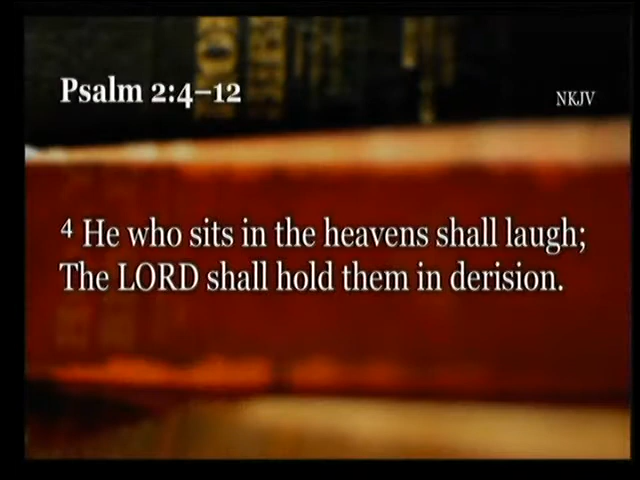 Psalm 2:4–12
NKJV
4 He who sits in the heavens shall laugh;
The LORD shall hold them in derision.